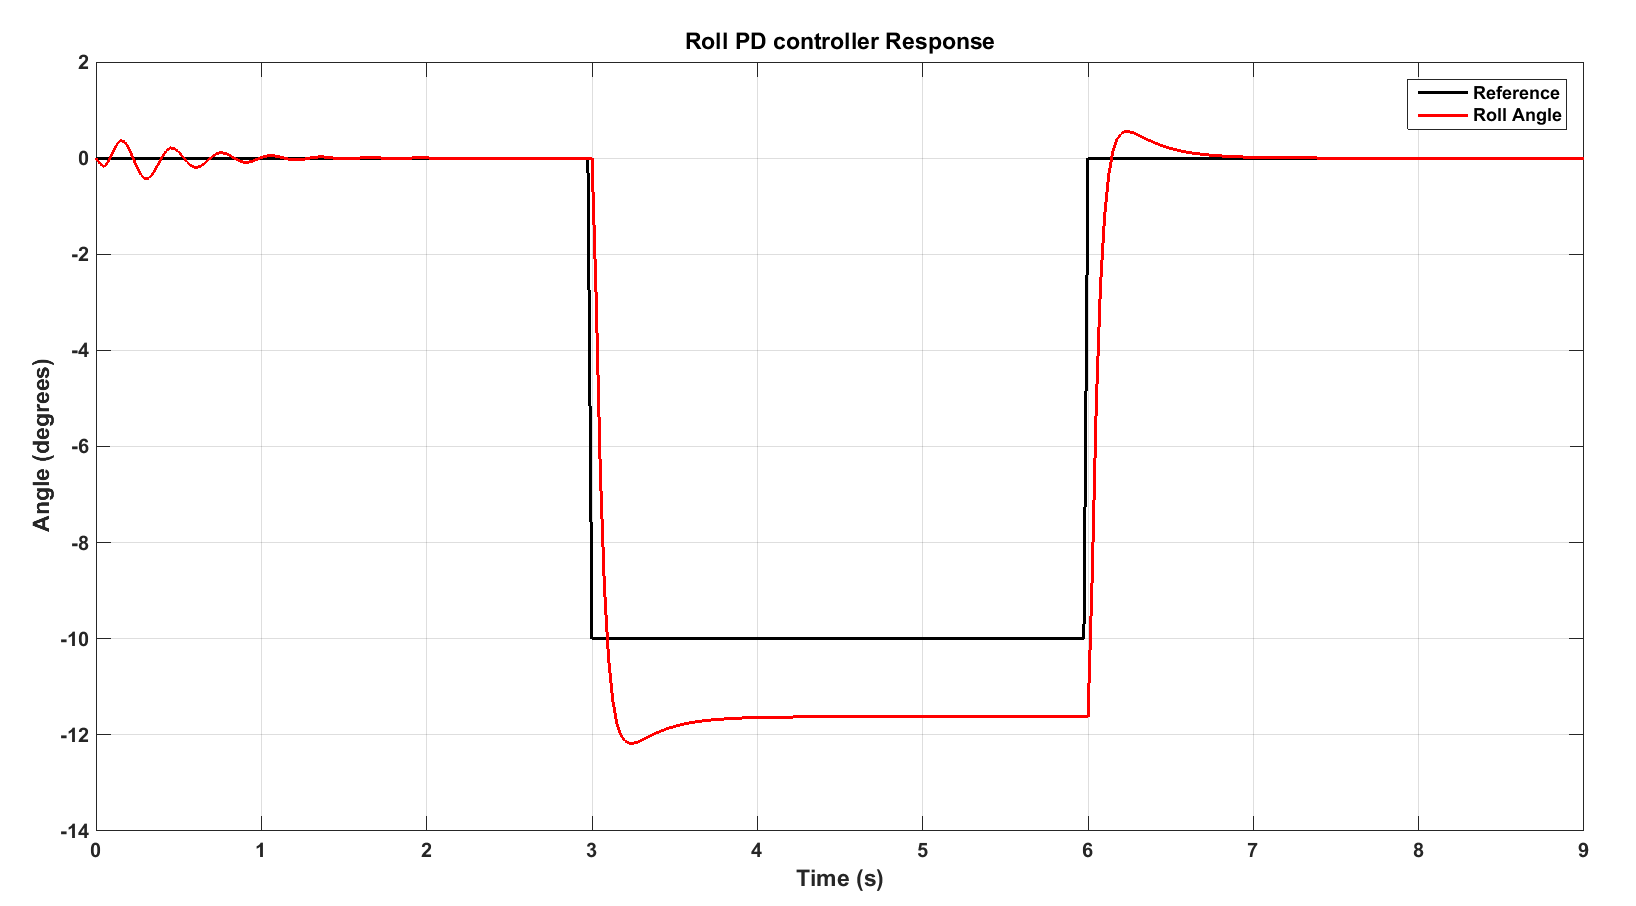 Roll PD controller Response
2
0
-2
-4
-6
-8
-10
-12
-14
Angle (degrees)
Reference
Roll Angle
0 1 2 3 4 5 6 7 8 9
Time (s)